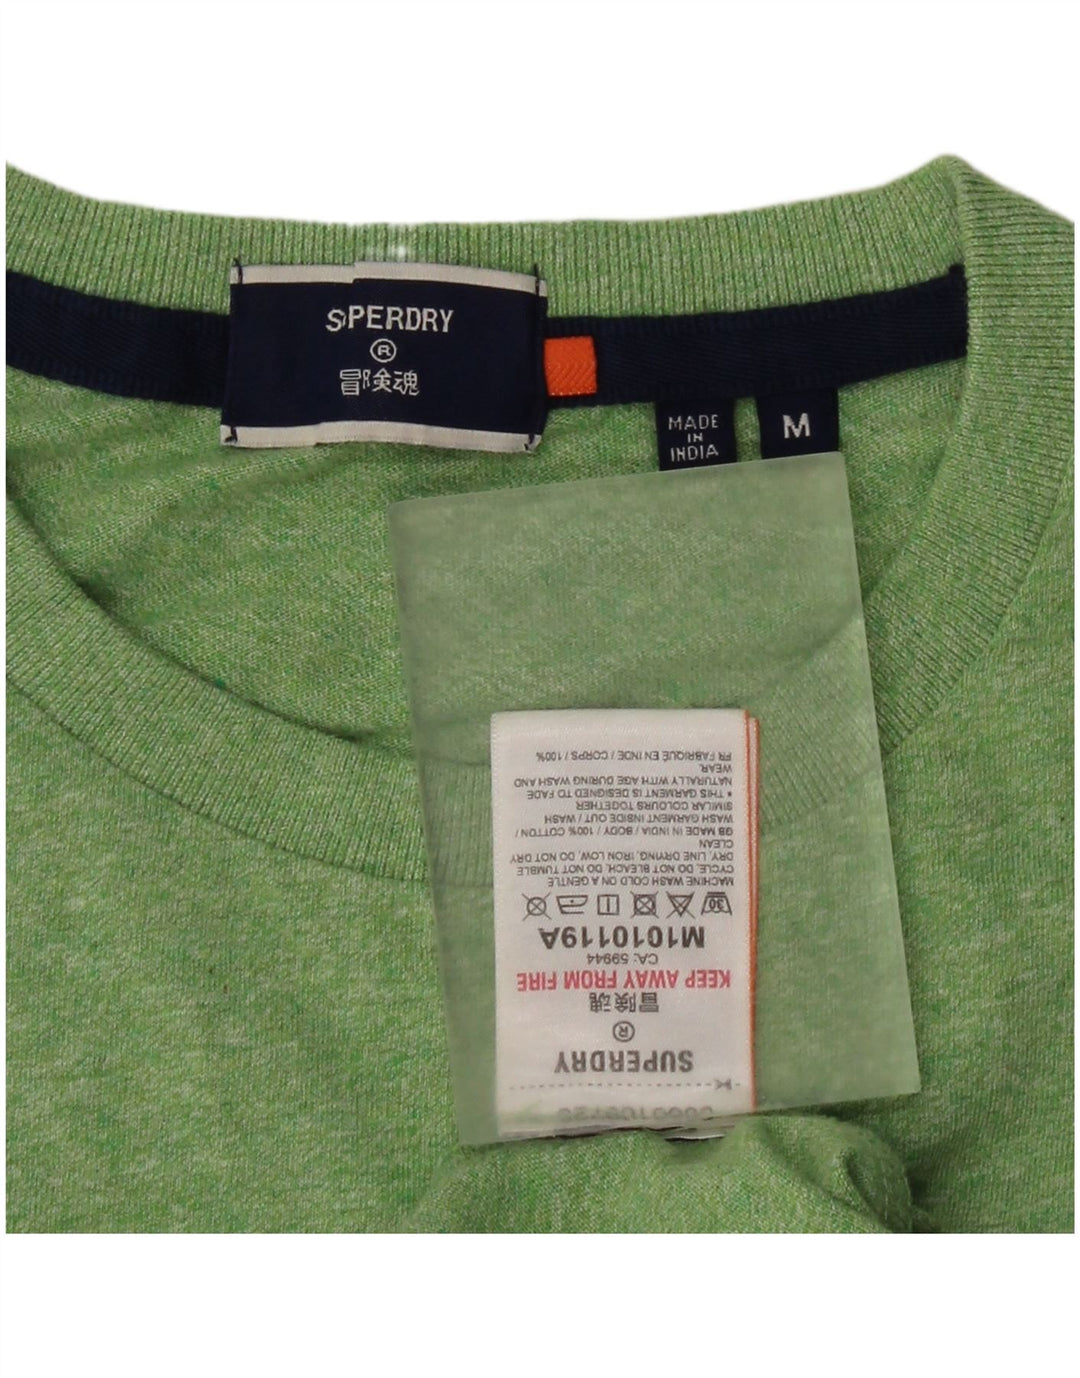 SPERDRY
®
冒険魂
MADE
IN
INDIA
M
SUPERDRY
®
冒険魂
KEEP AWAY FROM FIRE
CA: 59944
M1010119A
30
MACHINE WASH COLD ON A GENTLE
CYCLE, DO NOT BLEACH, DO NOT TUMBLE
DRY, LINE DRYING, IRON LOW, DO NOT DRY
CLEAN
GB MADE IN INDIA / BODY / 100% COTTON /
WASH GARMENT INSIDE OUT / WASH
SIMILAR COLOURS TOGETHER
• THIS GARMENT IS DESIGNED TO FADE
NATURALLY WITH AGE DURING WASH AND
WEAR.
FR FABRIQUÉ EN INDE / CORPS / 100%